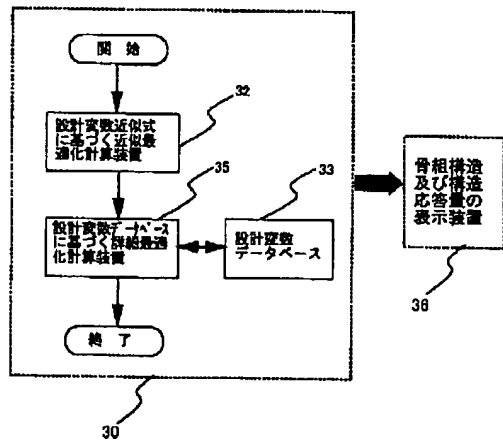 開 始
32
設計変数近似式
に基づく近似最
適化計算装置
35
33
設計変数データベース
に基づく詳細最適
化計算装置
設計変数
データベース
終 了
30
骨組構造
及び構造
応答量の
表示装置
36